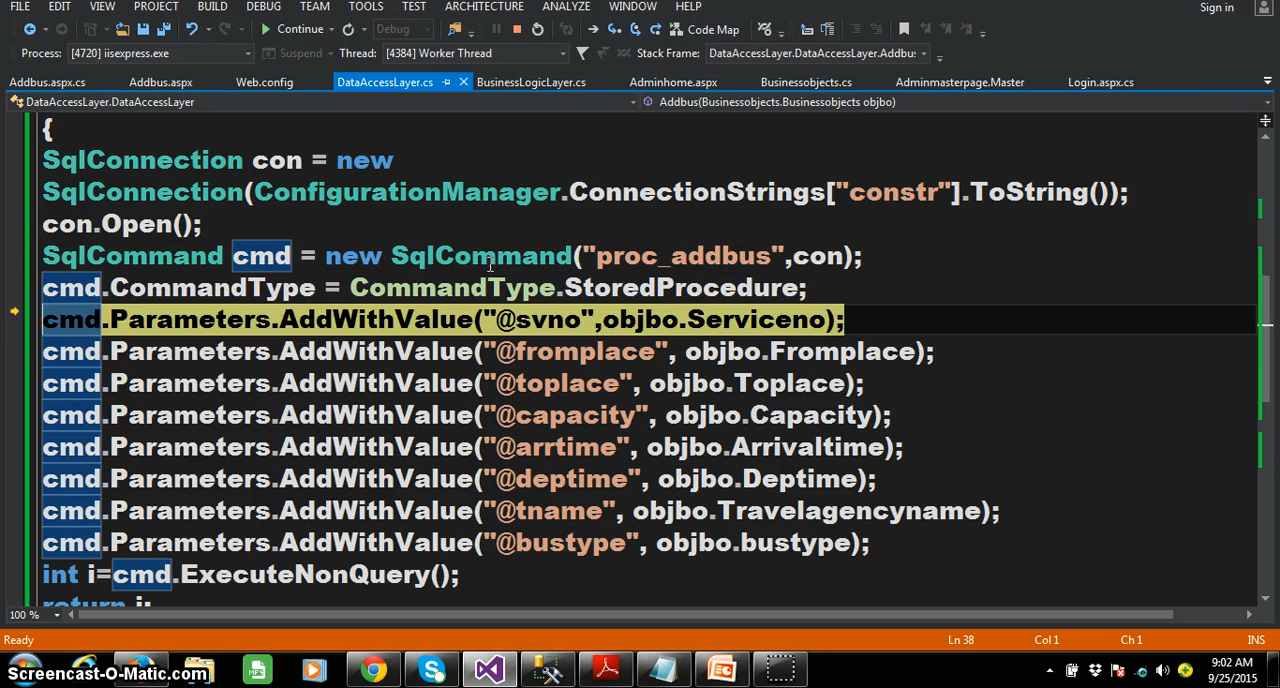 FILE EDIT VIEW PROJECT BUILD DEBUG TEAM TOOLS TEST ARCHITECTURE ANALYZE WINDOW HELP Sign in
Continue Debug Code Map
Process: [4720] iisexpress.exe Suspend Thread: [4384] Worker Thread Stack Frame: DataAccessLayer.DataAccessLayer.Addbus
Addbus.aspx.cs Addbus.aspx Web.config DataAccessLayer.cs BusinessLogicLayer.cs Adminhome.aspx Businessobjects.cs Adminmasterpage.Master Login.aspx.cs
DataAccessLayer.DataAccessLayer Addbus(Businessobjects.Businessobjects objbo)
{
SqlConnection con = new
SqlConnection(ConfigurationManager.ConnectionStrings["constr"].ToString());
con.Open();
SqlCommand cmd = new SqlCommand("proc_addbus",con);
cmd.CommandType = CommandType.StoredProcedure;
cmd.Parameters.AddWithValue("@svno",objbo.Serviceno);
cmd.Parameters.AddWithValue("@fromplace", objbo.Fromplace);
cmd.Parameters.AddWithValue("@toplace", objbo.Toplace);
cmd.Parameters.AddWithValue("@capacity", objbo.Capacity);
cmd.Parameters.AddWithValue("@arrtime", objbo.Arrivaltime);
cmd.Parameters.AddWithValue("@deptime", objbo.Deptime);
cmd.Parameters.AddWithValue("@tname", objbo.Travelagencyname);
cmd.Parameters.AddWithValue("@bustype", objbo.bustype);
int i=cmd.ExecuteNonQuery();
return i;
100 %
Ready Ln 38 Col 1 Ch 1 INS
Screencast-O-Matic.com 9:02 AM
9/25/2015